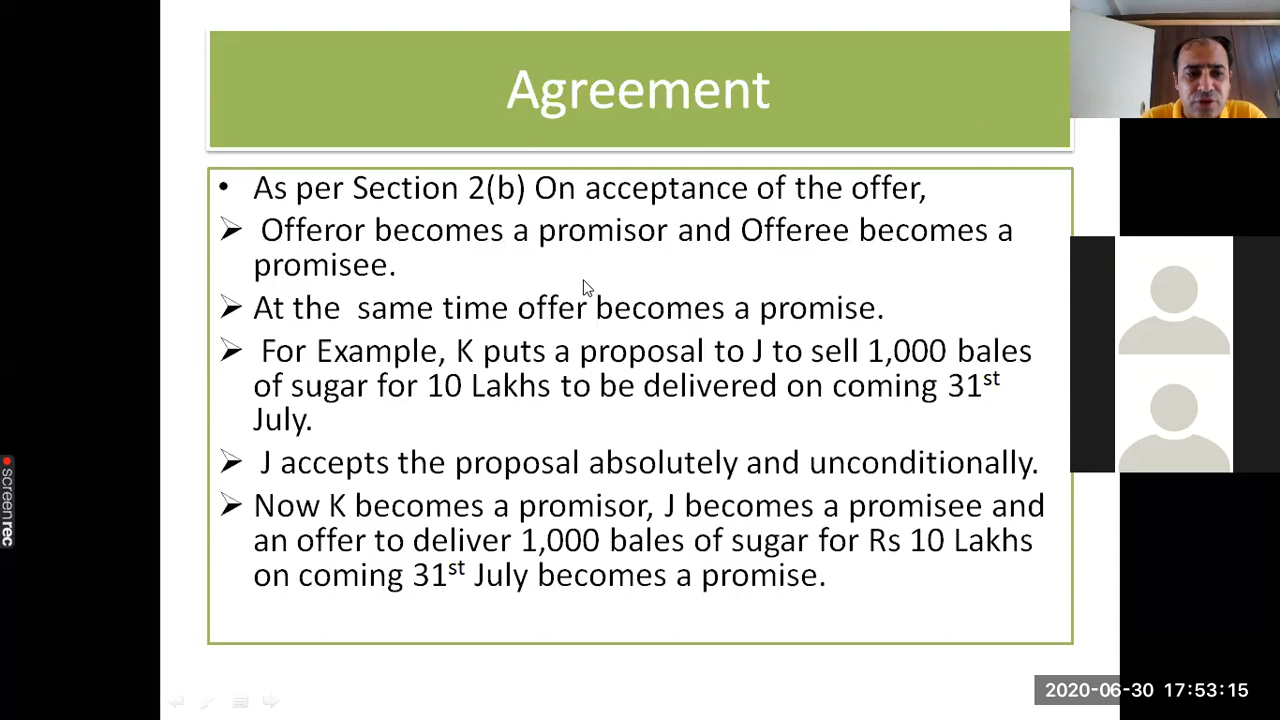 Agreement
• As per Section 2(b) On acceptance of the offer,
➢ Offeror becomes a promisor and Offeree becomes a
promisee.
➢ At the same time offer becomes a promise.
➢ For Example, K puts a proposal to J to sell 1,000 bales
of sugar for 10 Lakhs to be delivered on coming 31st
July.
➢ J accepts the proposal absolutely and unconditionally.
➢ Now K becomes a promisor, J becomes a promisee and
an offer to deliver 1,000 bales of sugar for Rs 10 Lakhs
on coming 31st July becomes a promise.
screenrec
2020-06-30 17:53:15